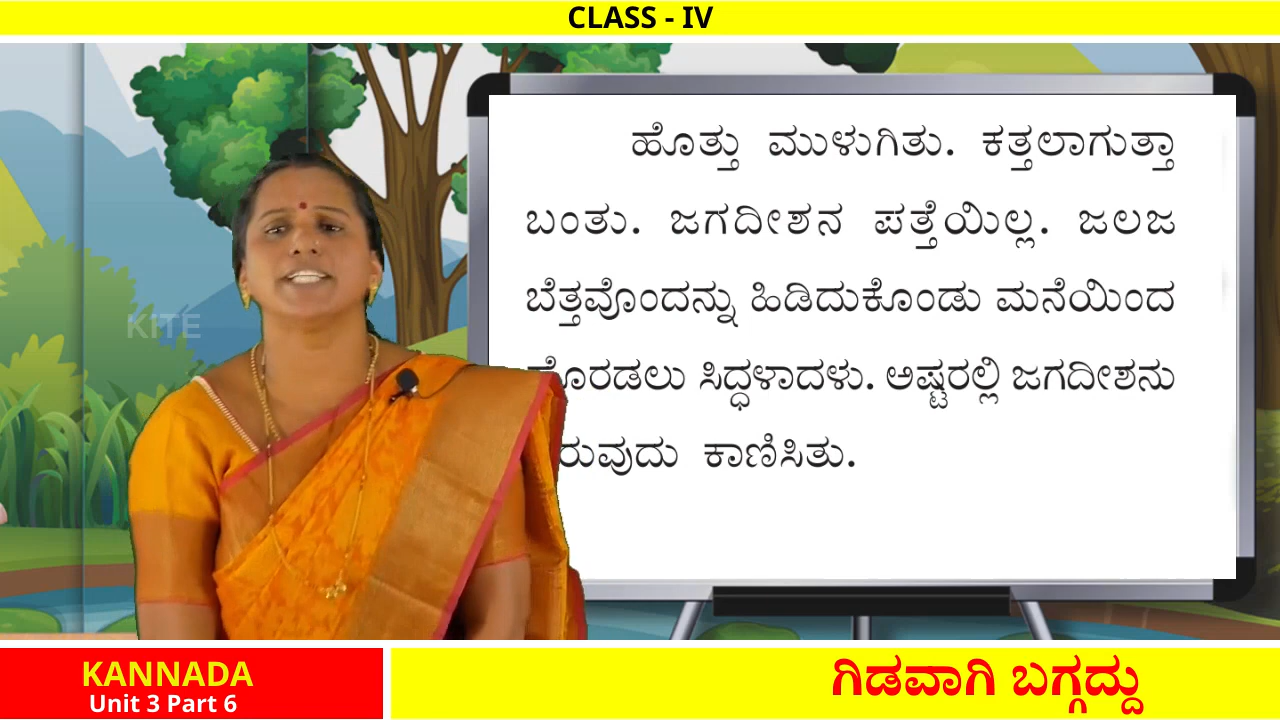 CLASS - IV
ಹೊತ್ತು ಮುಳುಗಿತು. ಕತ್ತಲಾಗುತ್ತಾ
ಬಂತು. ಜಗದೀಶನ ಪತ್ತೆಯಿಲ್ಲ. ಜಲಜ
ಬೆತ್ತವೊಂದನ್ನು ಹಿಡಿದುಕೊಂಡು ಮನೆಯಿಂದ
ಸಿದ್ಧಳಾದಳು. ಅಷ್ಟರಲ್ಲಿ ಜಗದೀಶನು
ಕಾಣಿಸಿತು.
KITE
KANNADA
Unit 3 Part 6
ಗಿಡವಾಗಿ ಬಗ್ಗದ್ದು